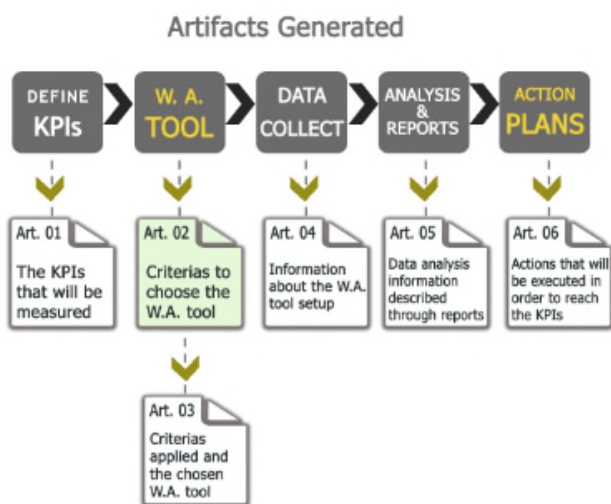 Artifacts Generated
DEFINE
KPIs
W. A.
TOOL
DATA
COLLECT
ANALYSIS
&
REPORTS
ACTION
PLANS
Art. 01
The KPIs
that will be
measured
Art. 02
Criterias to
choose the
W.A. tool
Art. 04
Information
about the W.A.
tool setup
Art. 05
Data analysis
information
described
through reports
Art. 06
Actions that will
be executed in
order to reach
the KPIs
Art. 03
Criterias
applied and
the chosen
W.A. tool